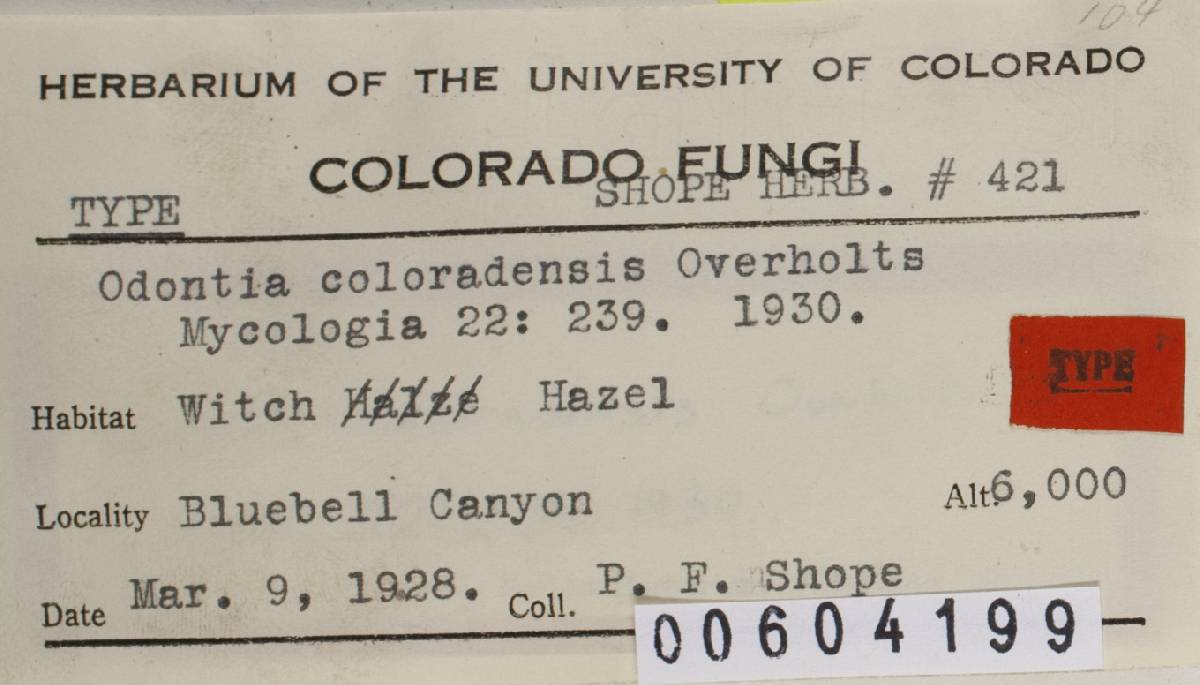 104
HERBARIUM OF THE UNIVERSITY OF COLORADO
COLORADO FUNGI
TYPE SHOPE HERB. # 421
Odontia coloradensis Overholts
Mycologia 22: 239. 1930.
TYPE
Habitat Witch Hazel
Locality Bluebell Canyon Alt. 6,000
Date Mar. 9, 1928. Coll. P. F. Shope
00604199